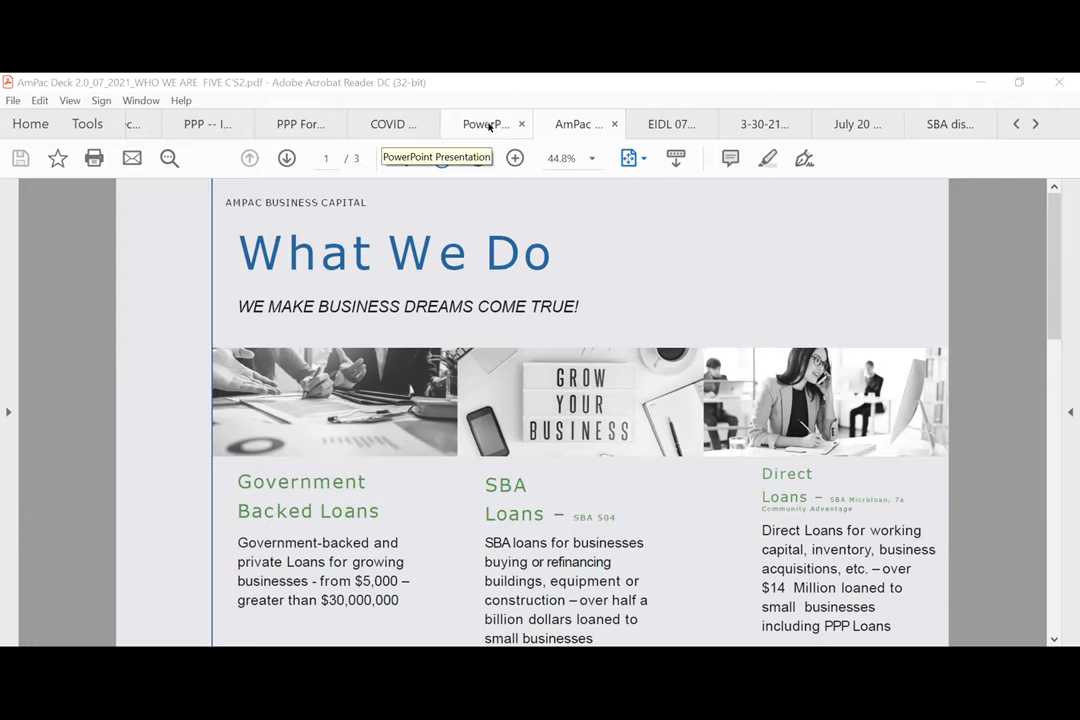 AmPac Deck 2.0_07_2021_WHO WE ARE FIVE C'S2.pdf - Adobe Acrobat Reader DC (32-bit)
File Edit View Sign Window Help
Home Tools c... PPP -- I... PPP For... COVID ... PowerP... AmPac ... EIDL 07... 3-30-21... July 20 ... SBA dis...
1 / 3 44.8%
PowerPoint Presentation
AMPAC BUSINESS CAPITAL
What We Do
WE MAKE BUSINESS DREAMS COME TRUE!
GROW
YOUR
BUSINESS
Government
Backed Loans
Government-backed and
private Loans for growing
businesses - from $5,000 –
greater than $30,000,000
SBA
Loans – SBA 504
SBA loans for businesses
buying or refinancing
buildings, equipment or
construction – over half a
billion dollars loaned to
small businesses
Direct
Loans – SBA Microloan, 7a
Community Advantage
Direct Loans for working
capital, inventory, business
acquisitions, etc. – over
$14 Million loaned to
small businesses
including PPP Loans